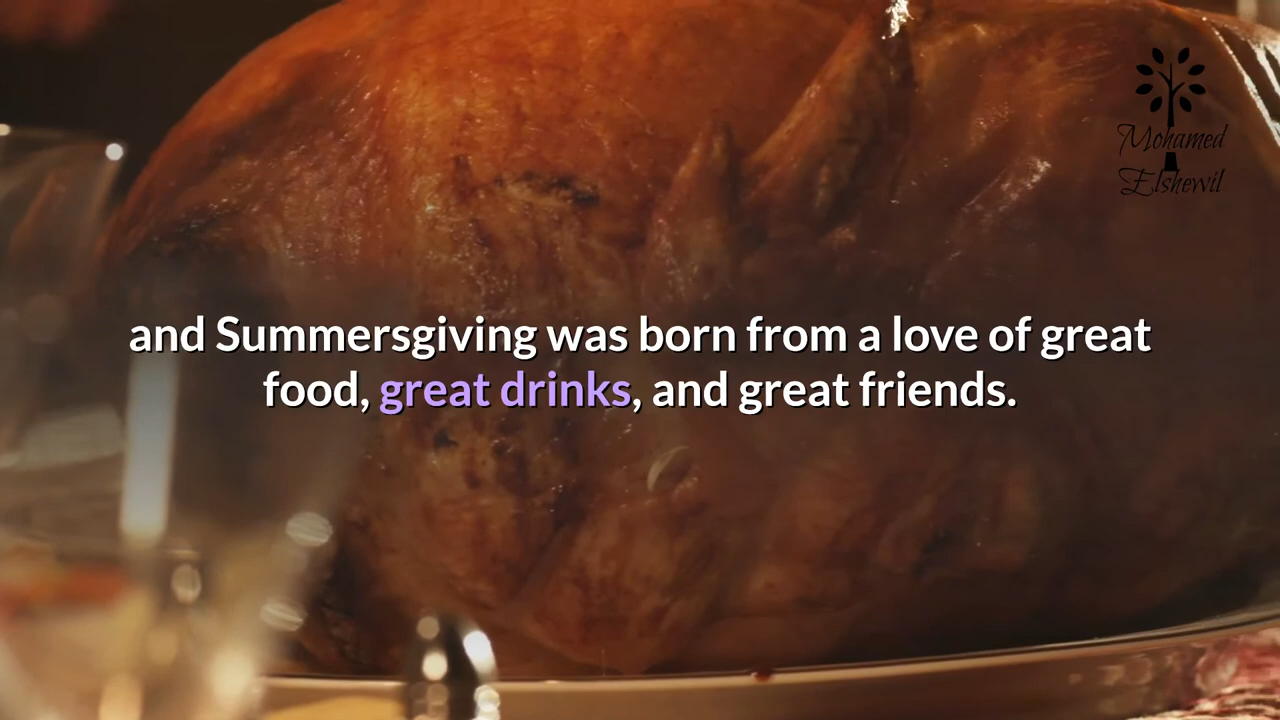 Mohamed
Elshewil
and Summersgiving was born from a love of great
food, great drinks, and great friends.